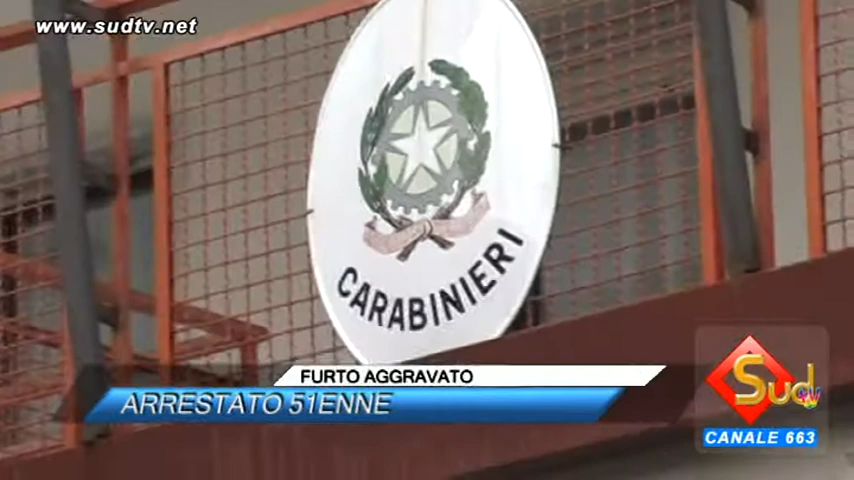 www.sudtv.net
CARABINIERI
FURTO AGGRAVATO
ARRESTATO 51ENNE
Sud tv
CANALE 663